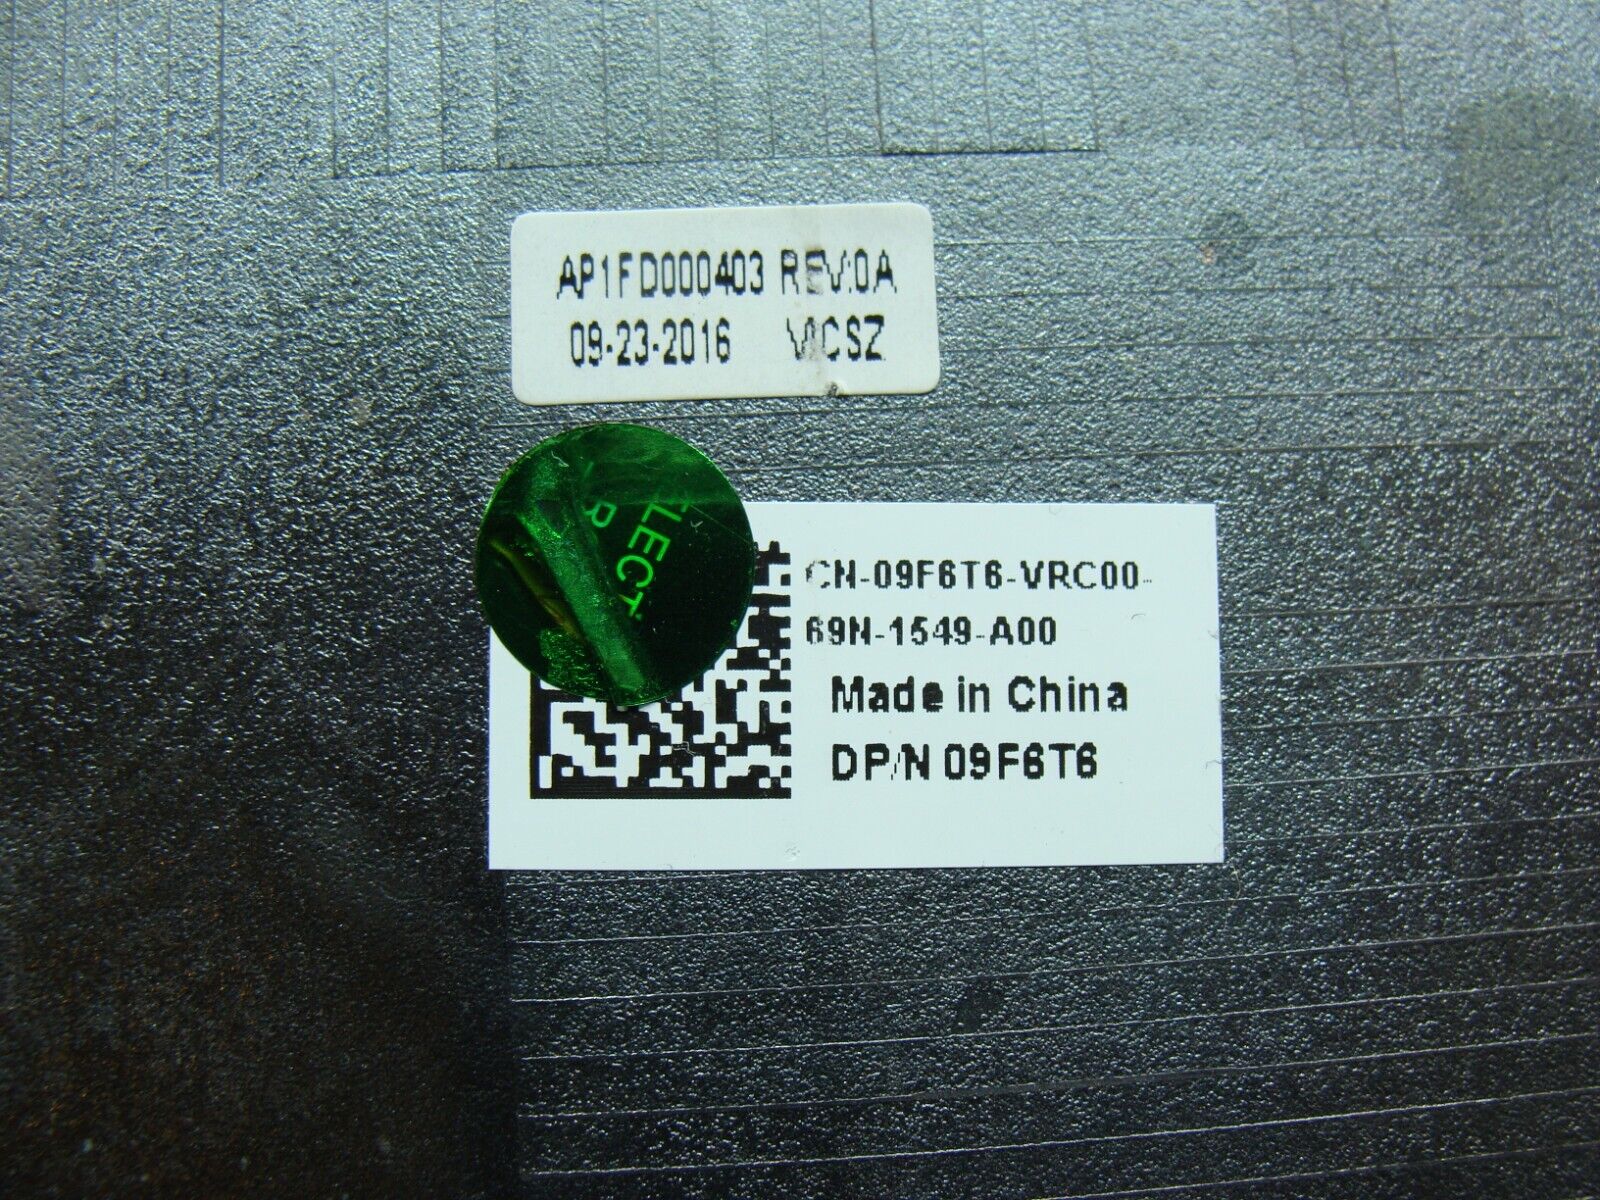 AP1FD000403 REV:0A
09-23-2016 VICSZ
CN-09F6T6-VRC00-
69N-1549-A00
Made in China
DP/N 09F6T6